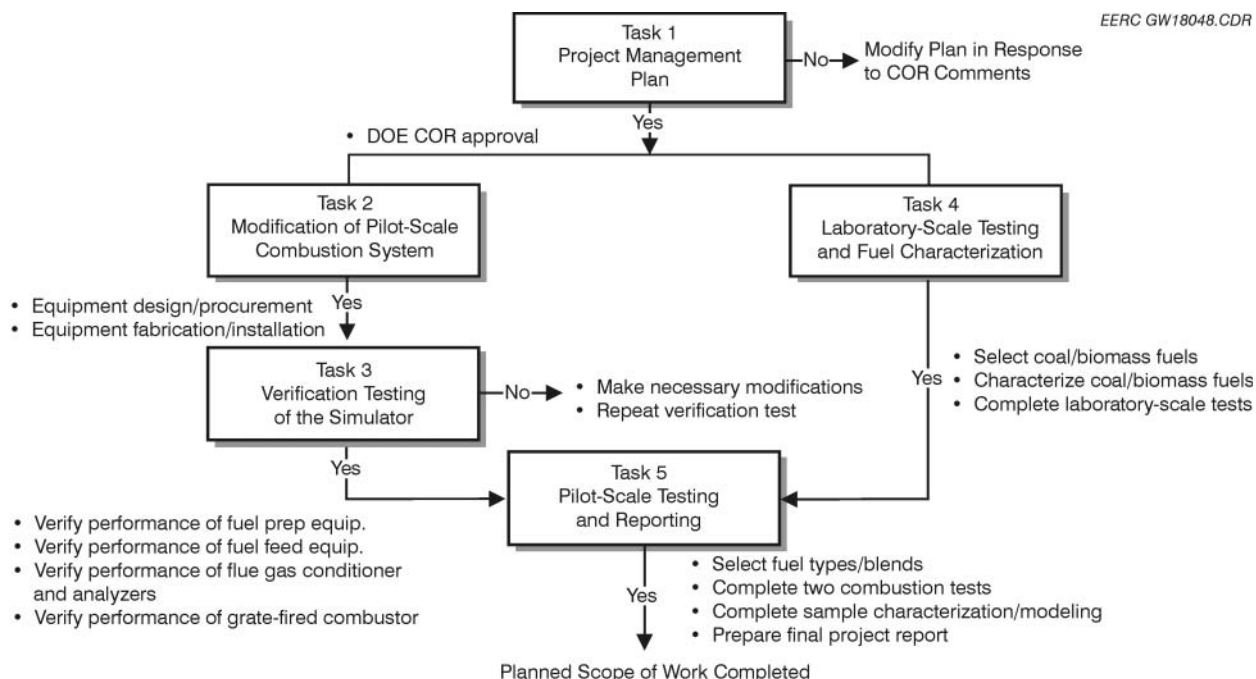 EERC GW18048.CDR
Task 1
Project Management
Plan
No
Modify Plan in Response
to COR Comments
Yes
• DOE COR approval
Task 2
Modification of Pilot-Scale
Combustion System
Task 4
Laboratory-Scale Testing
and Fuel Characterization
• Equipment design/procurement
• Equipment fabrication/installation
Yes
Task 3
Verification Testing
of the Simulator
No
• Make necessary modifications
• Repeat verification test
Yes
• Select coal/biomass fuels
• Characterize coal/biomass fuels
• Complete laboratory-scale tests
Yes
Task 5
Pilot-Scale Testing
and Reporting
• Verify performance of fuel prep equip.
• Verify performance of fuel feed equip.
• Verify performance of flue gas conditioner
and analyzers
• Verify performance of grate-fired combustor
Yes
• Select fuel types/blends
• Complete two combustion tests
• Complete sample characterization/modeling
• Prepare final project report
Planned Scope of Work Completed